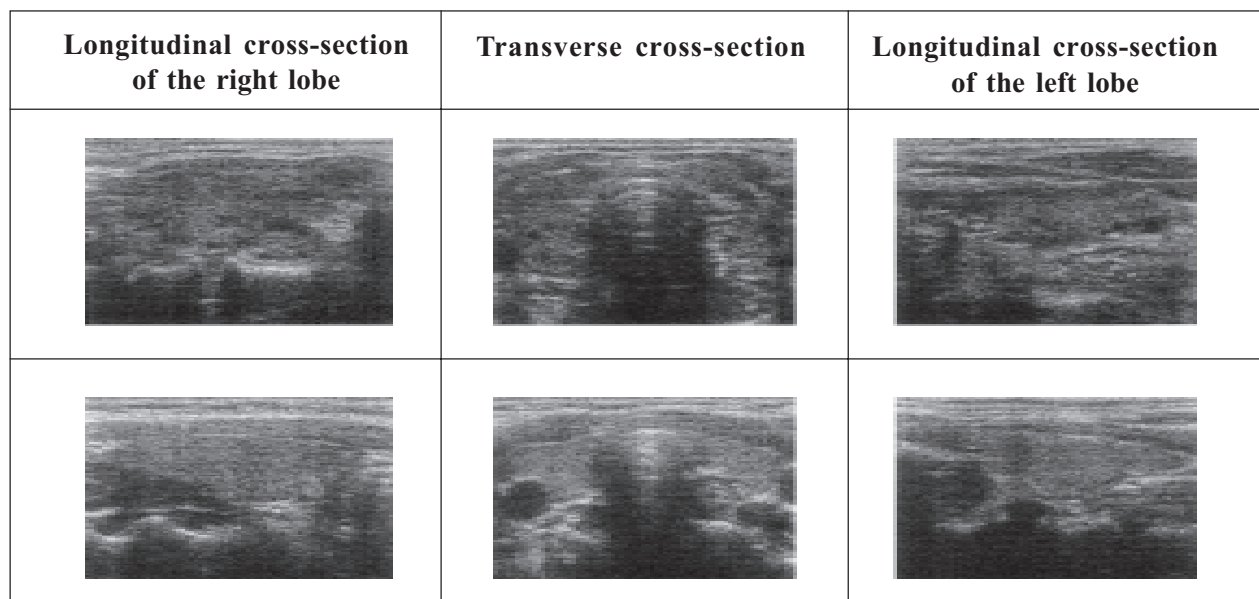 Longitudinal cross-section
of the right lobe
Transverse cross-section
Longitudinal cross-section
of the left lobe